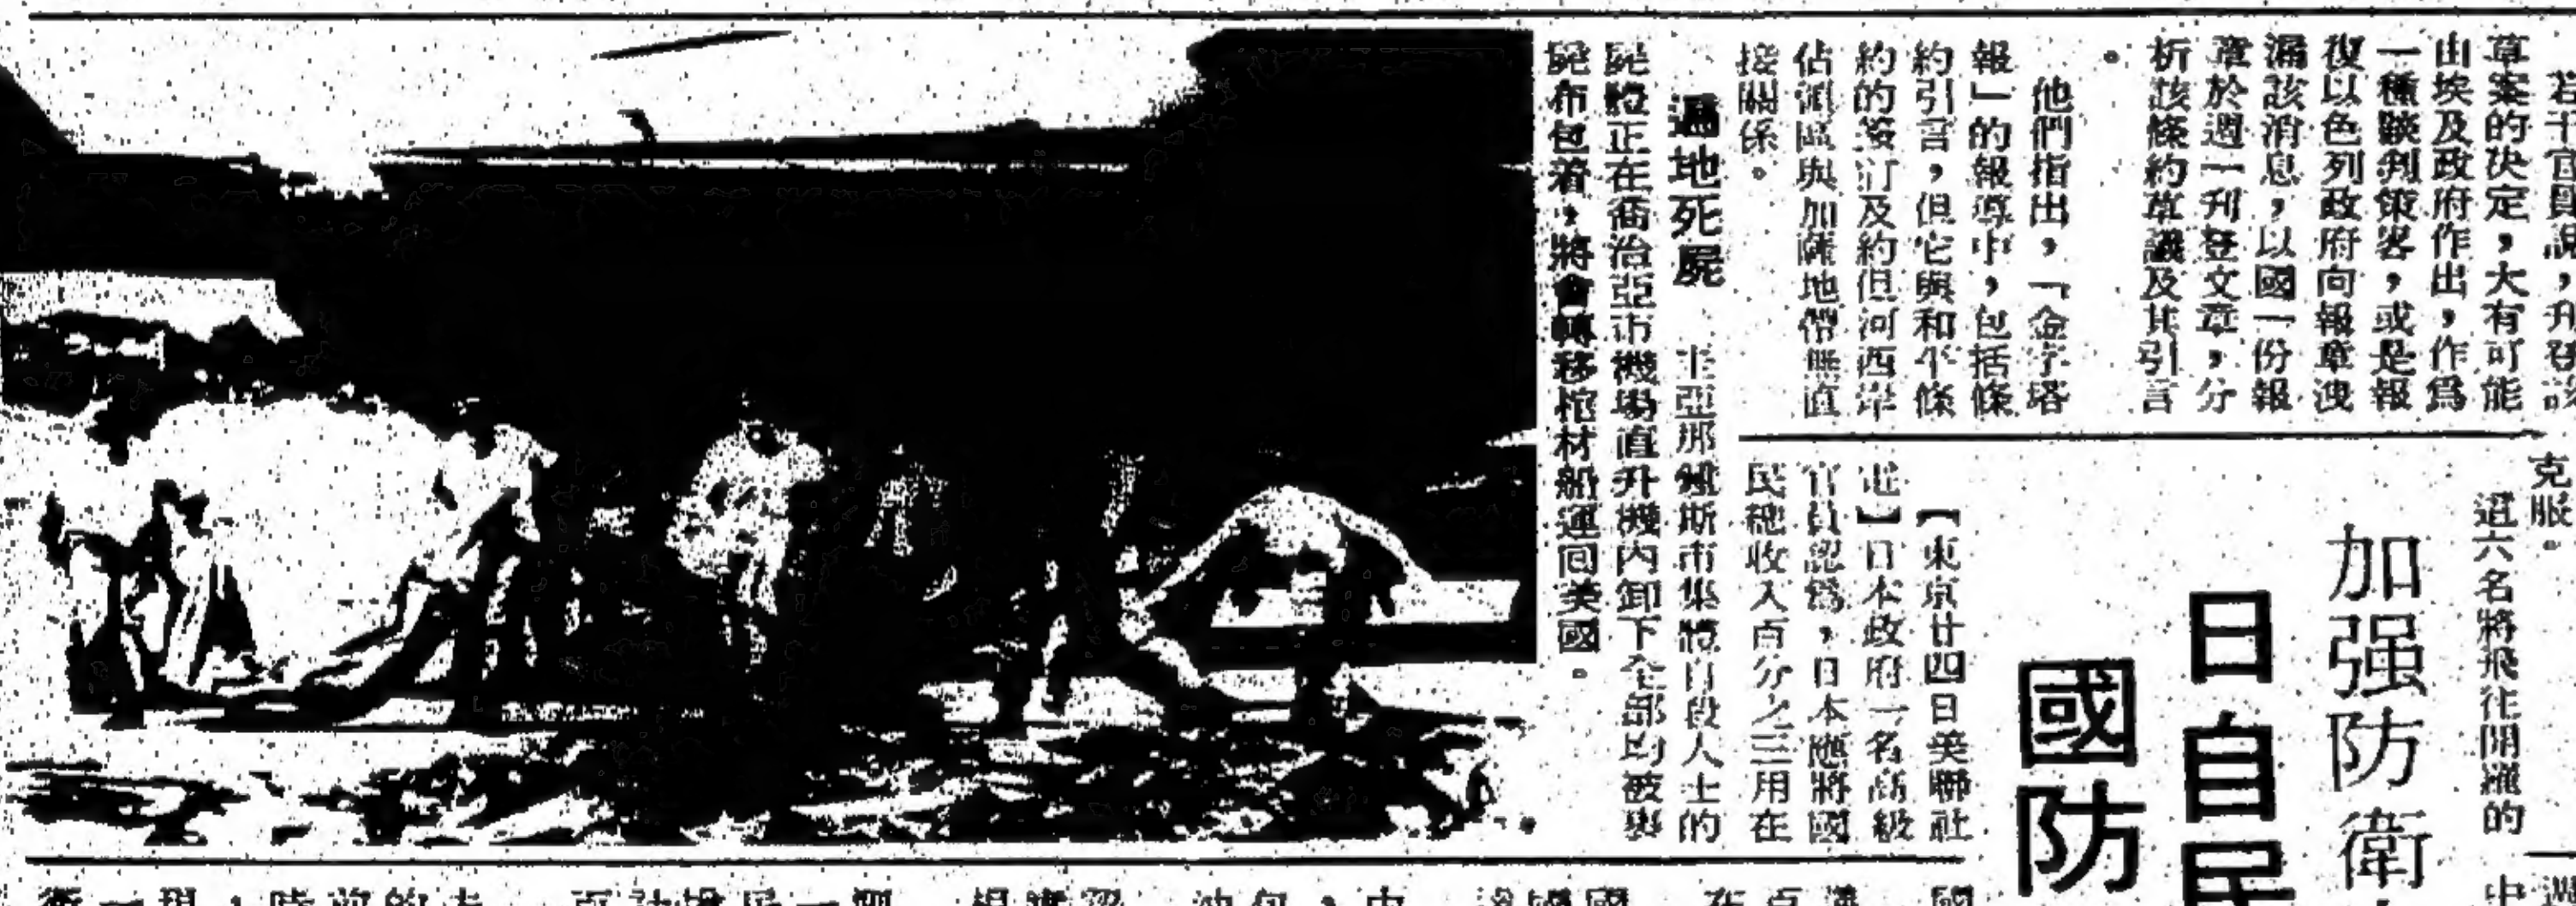 若干官員說,刊登該
草案的決定,大有可能
由埃及政府作出,作爲
一種談判策畧,或是報
復以色列政府向報章洩
漏該消息,以國一份報
章於週一刊登文章,分
析該條約草議及其引言
。
他們指出,「金字塔
報」的報導中,包括條
約引言,但它與和平條
約的簽訂及約但河西岸
佔領區與加薩地帶無直
接關係。
遍地死屍
圭亞那鍾斯市集體自殺人士的
屍體正在喬治亞市機場直升機內卸下全部均被裹
屍布包着,將會轉移棺材船運回美國。
克服。
這六名將飛往開羅的
加强防衛
日自民
國防
【東京廿四日美聯社
電】日本政府一名高級
官員認爲,日本應將國
民總收入百分之三用在